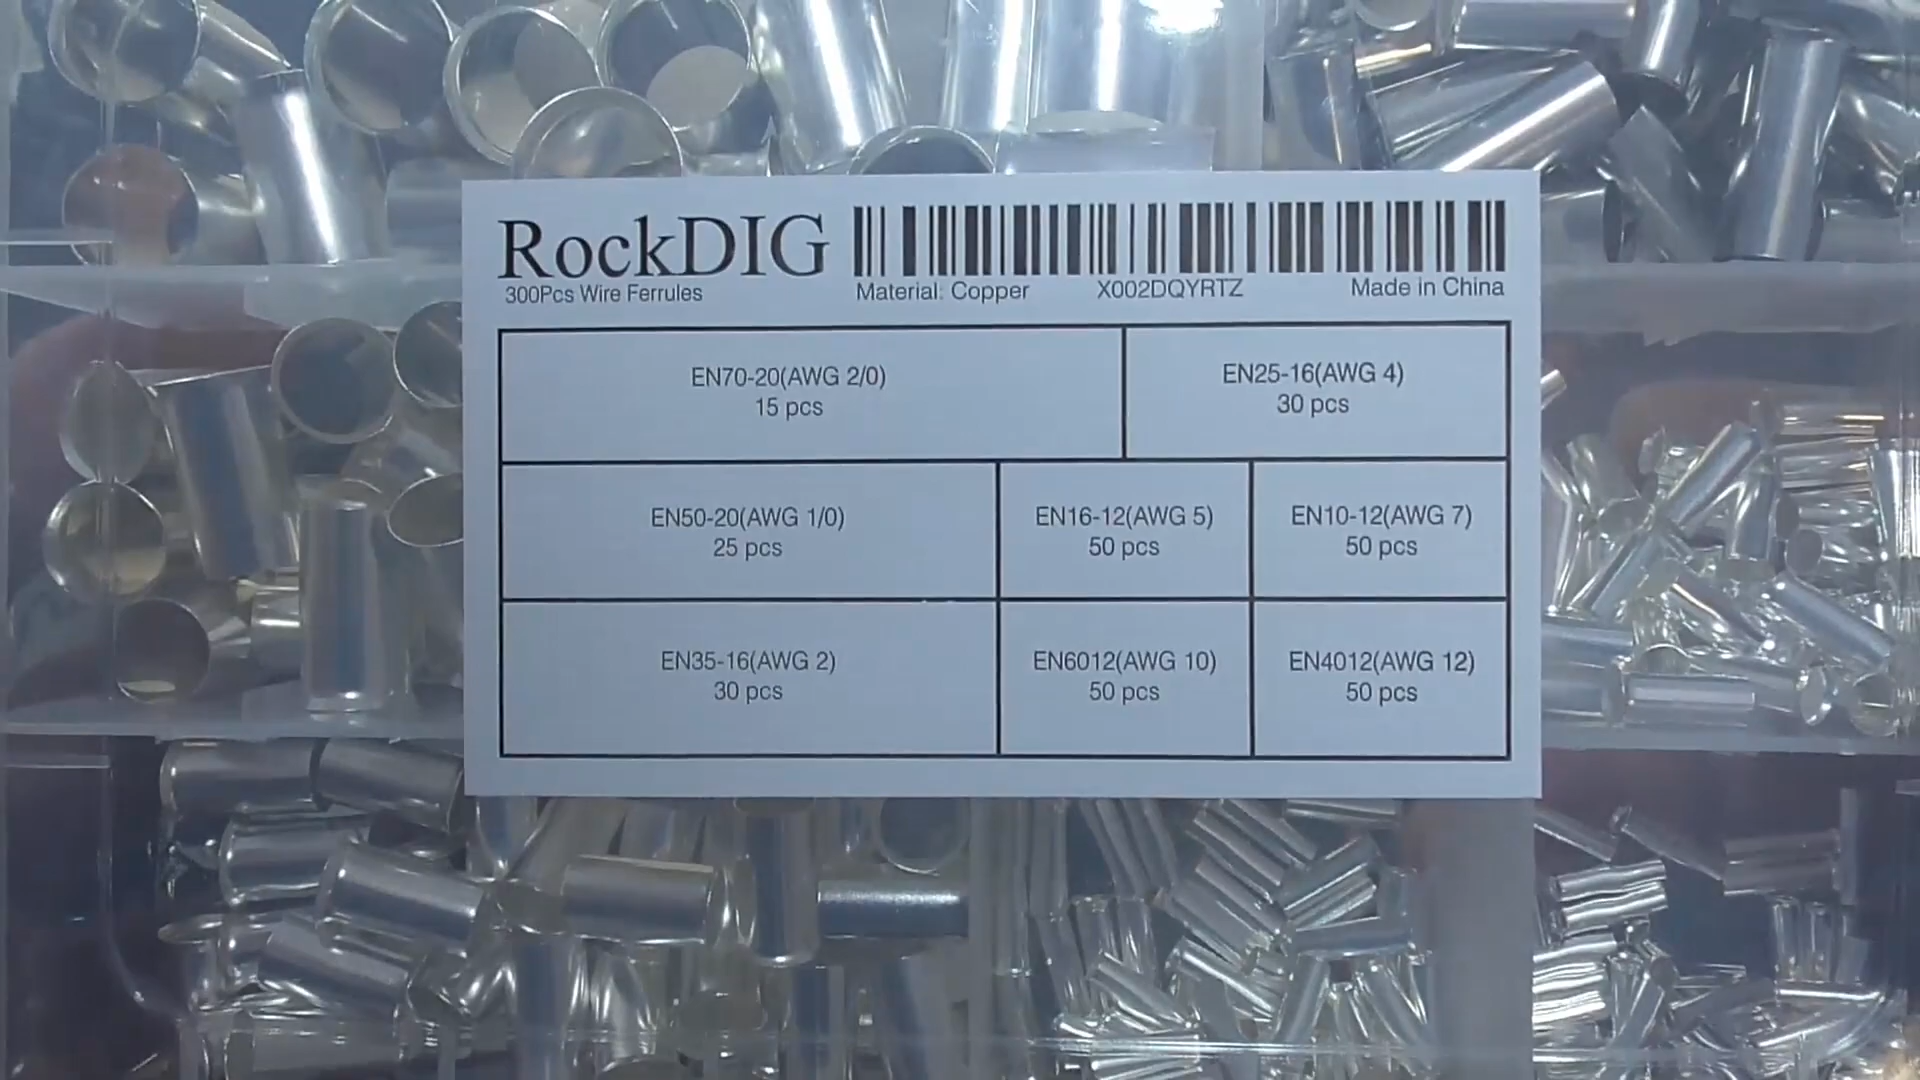 RockDIG
300Pcs Wire Ferrules
Material: Copper
X002DQYRTZ
Made in China
EN70-20(AWG 2/0)
15 pcs
EN25-16(AWG 4)
30 pcs
EN50-20(AWG 1/0)
25 pcs
EN16-12(AWG 5)
50 pcs
EN10-12(AWG 7)
50 pcs
EN35-16(AWG 2)
30 pcs
EN6012(AWG 10)
50 pcs
EN4012(AWG 12)
50 pcs